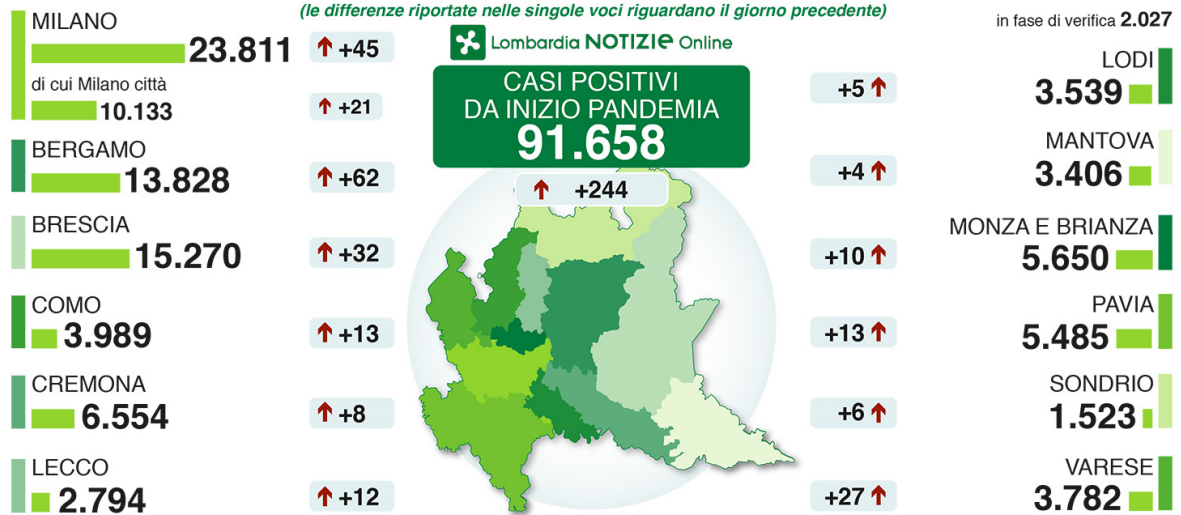 (le differenze riportate nelle singole voci riguardano il giorno precedente)
Lombardia NOTIZIE Online
CASI POSITIVI
DA INIZIO PANDEMIA
91.658
+244
MILANO
23.811
+45
di cui Milano città
10.133
+21
BERGAMO
13.828
+62
BRESCIA
15.270
+32
COMO
3.989
+13
CREMONA
6.554
+8
LECCO
2.794
+12
in fase di verifica 2.027
LODI
3.539
+5
MANTOVA
3.406
+4
MONZA E BRIANZA
5.650
+10
PAVIA
5.485
+13
SONDRIO
1.523
+6
VARESE
3.782
+27